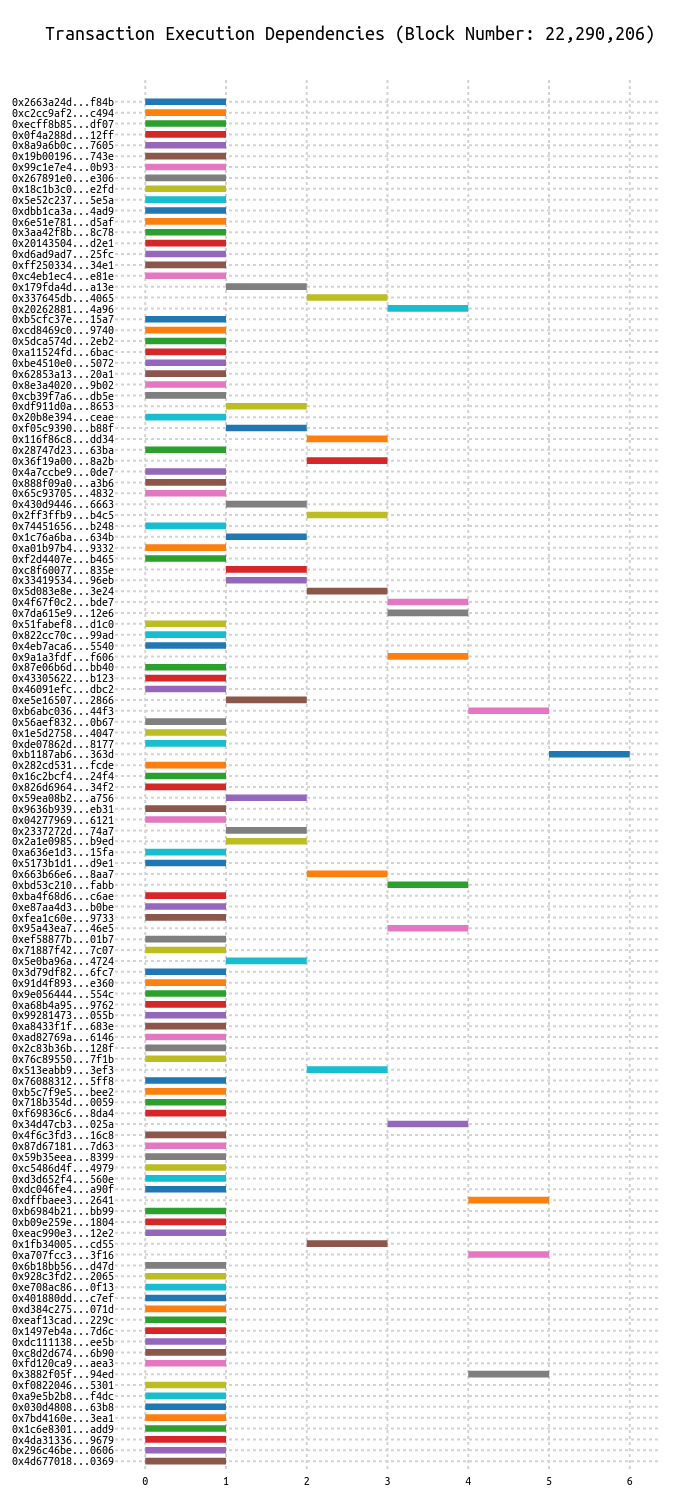 Transaction Execution Dependencies (Block Number: 22,290,206)
0x2663a24d...f84b
0xc2cc9af2...c494
0xecff8b85...df07
0x0f4a288d...12ff
0x8a9a6b0c...7605
0x19b00196...743e
0x99c1e7e4...0b93
0x267891e0...e306
0x18c1b3c0...e2fd
0x5e52c237...5e5a
0xdbb1ca3a...4ad9
0x6e51e781...d5af
0x3aa42f8b...8c78
0x20143504...d2e1
0xd6ad9ad7...25fc
0xff250334...34e1
0xc4eb1ec4...e81e
0x179fda4d...a13e
0x337645db...4065
0x20262881...4a96
0xb5cfc37e...15a7
0xcd8469c0...9740
0x5dca574d...2eb2
0xa11524fd...6bac
0xbe4510e0...5072
0x62853a13...20a1
0x8e3a4020...9b02
0xcb39f7a6...db5e
0xdf911d0a...8653
0x20b8e394...ceae
0xf05c9390...b88f
0x116f86c8...dd34
0x28747d23...63ba
0x36f19a00...8a2b
0x4a7ccbe9...0de7
0x888f09a0...a3b6
0x65c93705...4832
0x430d9446...6663
0x2ff3ffb9...b4c5
0x74451656...b248
0x1c76a6ba...634b
0xa01b97b4...9332
0xf2d4407e...b465
0xc8f60077...835e
0x33419534...96eb
0x5d083e8e...3e24
0x4f67f0c2...bde7
0x7da615e9...12e6
0x51fabef8...d1c0
0x822cc70c...99ad
0x4eb7aca6...5540
0x9a1a3fdf...f606
0x87e06b6d...bb40
0x43305622...b123
0x46091efc...dbc2
0xe5e16507...2866
0xb6abc036...44f3
0x56aef832...0b67
0x1e5d2758...4047
0xde07862d...8177
0xb1187ab6...363d
0x282cd531...fcde
0x16c2bcf4...24f4
0x826d6964...34f2
0x59ea08b2...a756
0x9636b939...eb31
0x04277969...6121
0x2337272d...74a7
0x2a1e0985...b9ed
0xa636e1d3...15fa
0x5173b1d1...d9e1
0x663b66e6...8aa7
0xbd53c210...fabb
0xba4f68d6...c6ae
0xe87aa4d3...b0be
0xfea1c60e...9733
0x95a43ea7...46e5
0xef58877b...01b7
0x71887f42...7c07
0x5e0ba96a...4724
0x3d79df82...6fc7
0x91d4f893...e360
0x9e056444...554c
0xa68b4a95...9762
0x99281473...055b
0xa8433f1f...683e
0xad82769a...6146
0x2c83b36b...128f
0x76c89550...7f1b
0x513eabb9...3ef3
0x76088312...5ff8
0xb5c7f9e5...bee2
0x718b354d...0059
0xf69836c6...8da4
0x34d47cb3...025a
0x4f6c3fd3...16c8
0x87d67181...7d63
0x59b35eea...8399
0xc5486d4f...4979
0xd3d652f4...560e
0xdc046fe4...a90f
0xdffbaee3...2641
0xb6984b21...bb99
0xb09e259e...1804
0xeac990e3...12e2
0x1fb34005...cd55
0xa707fcc3...3f16
0x6b18bb56...d47d
0x928c3fd2...2065
0xe708ac86...0f13
0x401880dd...c7ef
0xd384c275...071d
0xeaf13cad...229c
0x1497eb4a...7d6c
0xdc111138...ee5b
0xc8d2d674...6b90
0xfd120ca9...aea3
0x3882f05f...94ed
0xf0822046...5301
0xa9e5b2b8...f4dc
0x030d4808...63b8
0x7bd4160e...3ea1
0x1c6e8301...add9
0x4da31336...9679
0x296c46be...0606
0x4d677018...0369
0 1 2 3 4 5 6